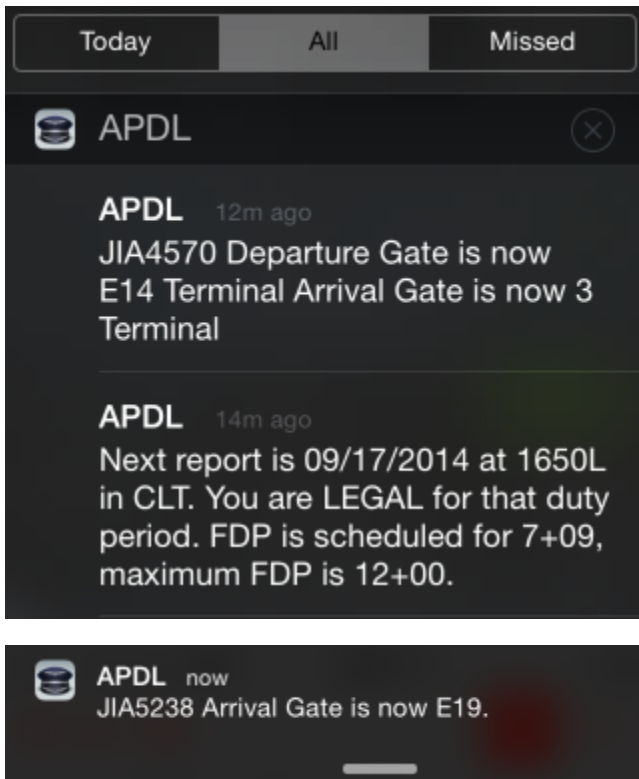 Today All Missed
APDL
APDL 12m ago
JIA4570 Departure Gate is now
E14 Terminal Arrival Gate is now 3
Terminal
APDL 14m ago
Next report is 09/17/2014 at 1650L
in CLT. You are LEGAL for that duty
period. FDP is scheduled for 7+09,
maximum FDP is 12+00.
APDL now
JIA5238 Arrival Gate is now E19.